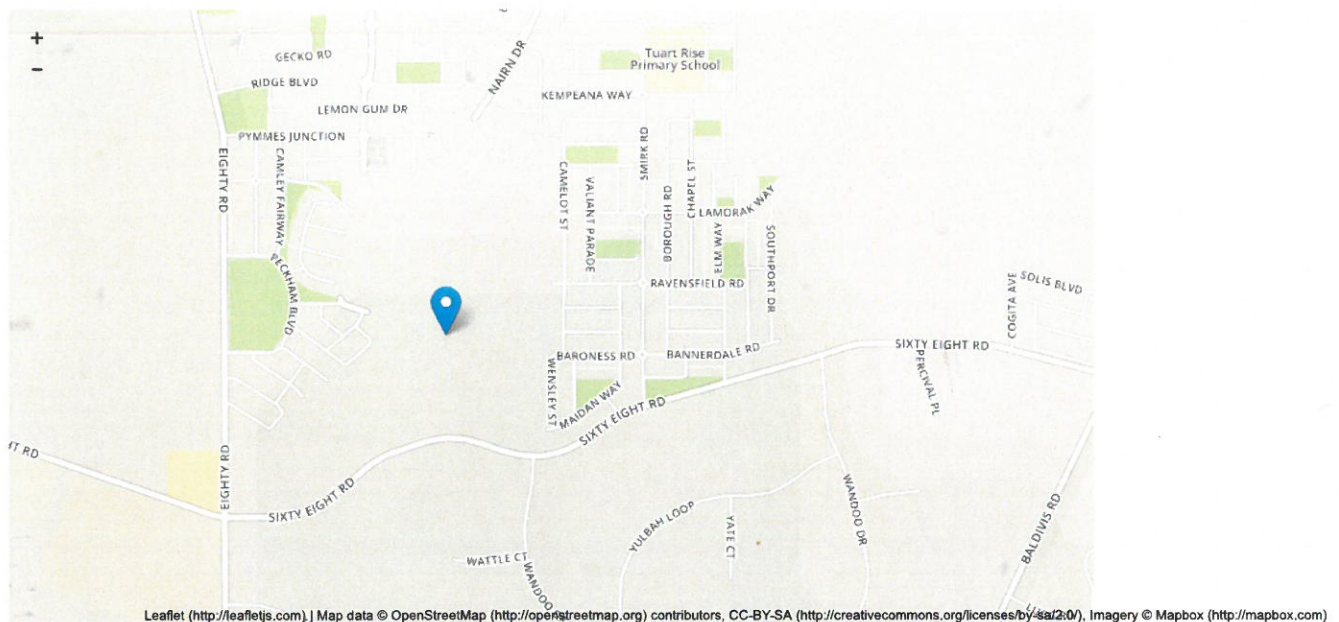 +
−
GECKO RD
NAIRN DR
Tuart Rise
Primary School
RIDGE BLVD
KEMPEANA WAY
LEMON GUM DR
PYMMES JUNCTION
EIGHTY RD
CAMLEY FAIRWAY
CAMELOT ST
VALIANT PARADE
SMIRK RD
BOROUGH RD
CHAPEL ST
LAMORAK WAY
ELM WAY
SOUTHPORT DR
PECKHAM BLVD
RAVENSFIELD RD
COGITA AVE
SOLIS BLVD
BARONESS RD
BANNERDALE RD
SIXTY EIGHT RD
PERCIVAL PL
WENSLEY ST
MAIDAN WAY
SIXTY EIGHT RD
HT RD
EIGHTY RD
SIXTY EIGHT RD
YULBAH LOOP
YATE CT
WANDOO DR
BALDIVIS RD
WATTLE CT
WANDOO
Leaflet (http://leafletjs.com) | Map data © OpenStreetMap (http://openstreetmap.org) contributors, CC-BY-SA (http://creativecommons.org/licenses/by-sa/2.0/), Imagery © Mapbox (http://mapbox.com)